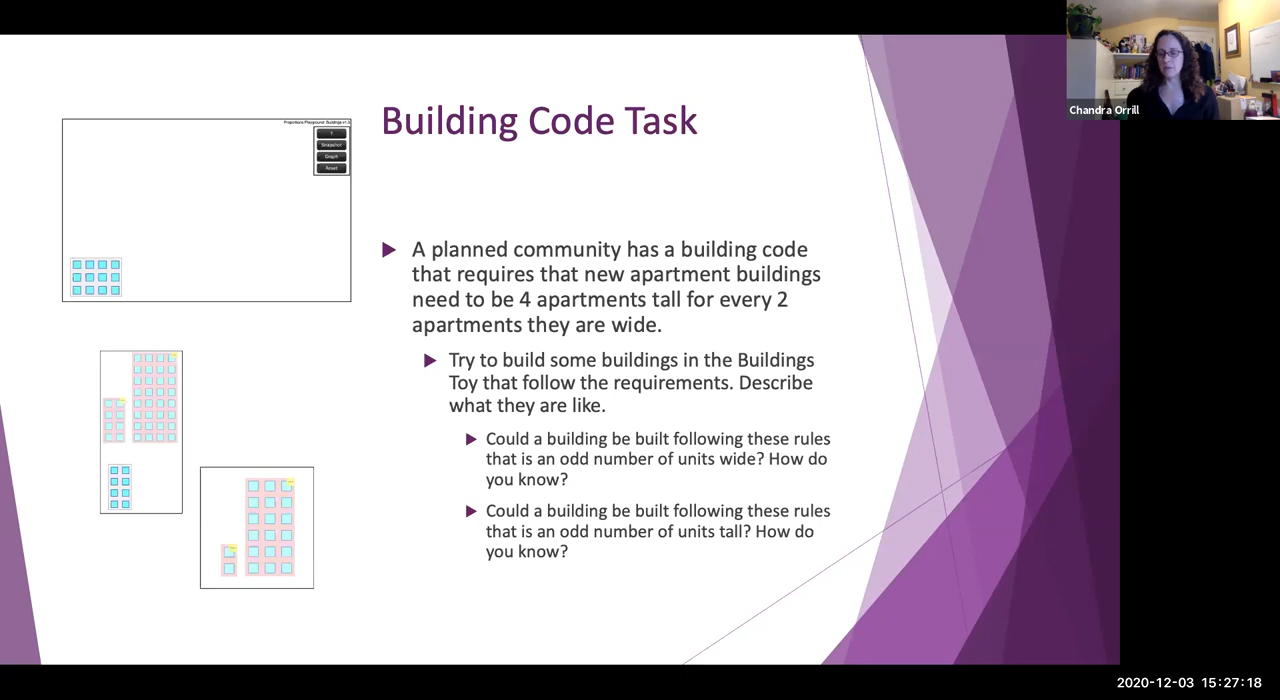 Chandra Orrill
Building Code Task
Proportions Playground: Buildings v1.0
?
Snapshot
Graph
Reset
A planned community has a building code
that requires that new apartment buildings
need to be 4 apartments tall for every 2
apartments they are wide.
Try to build some buildings in the Buildings
Toy that follow the requirements. Describe
what they are like.
Could a building be built following these rules
that is an odd number of units wide? How do
you know?
Could a building be built following these rules
that is an odd number of units tall? How do
you know?
2020-12-03 15:27:18